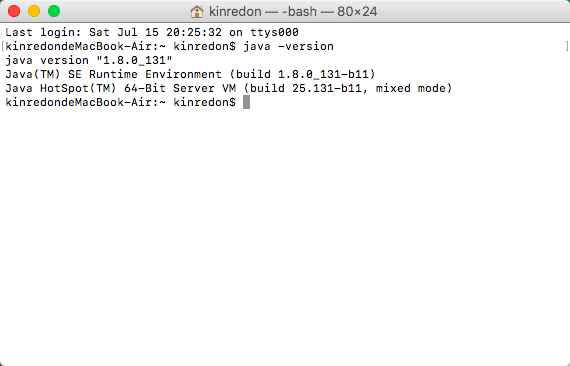 kinredon — -bash — 80×24
Last login: Sat Jul 15 20:25:32 on ttys000
[kinredondeMacBook-Air:~ kinredon$ java -version ]
java version "1.8.0_131"
Java(TM) SE Runtime Environment (build 1.8.0_131-b11)
Java HotSpot(TM) 64-Bit Server VM (build 25.131-b11, mixed mode)
kinredondeMacBook-Air:~ kinredon$